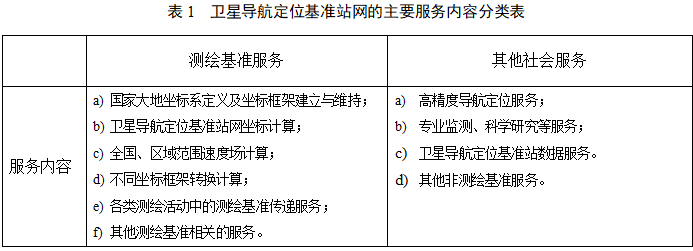 表 1 卫星导航定位基准站网的主要服务内容分类表
测绘基准服务
其他社会服务
服务内容
a) 国家大地坐标系定义及坐标框架建立与维持；
b) 卫星导航定位基准站网坐标计算；
c) 全国、区域范围速度场计算；
d) 不同坐标框架转换计算；
e) 各类测绘活动中的测绘基准传递服务；
f) 其他测绘基准相关的服务。
a) 高精度导航定位服务；
b) 专业监测、科学研究等服务；
c) 卫星导航定位基准站数据服务。
d) 其他非测绘基准服务。